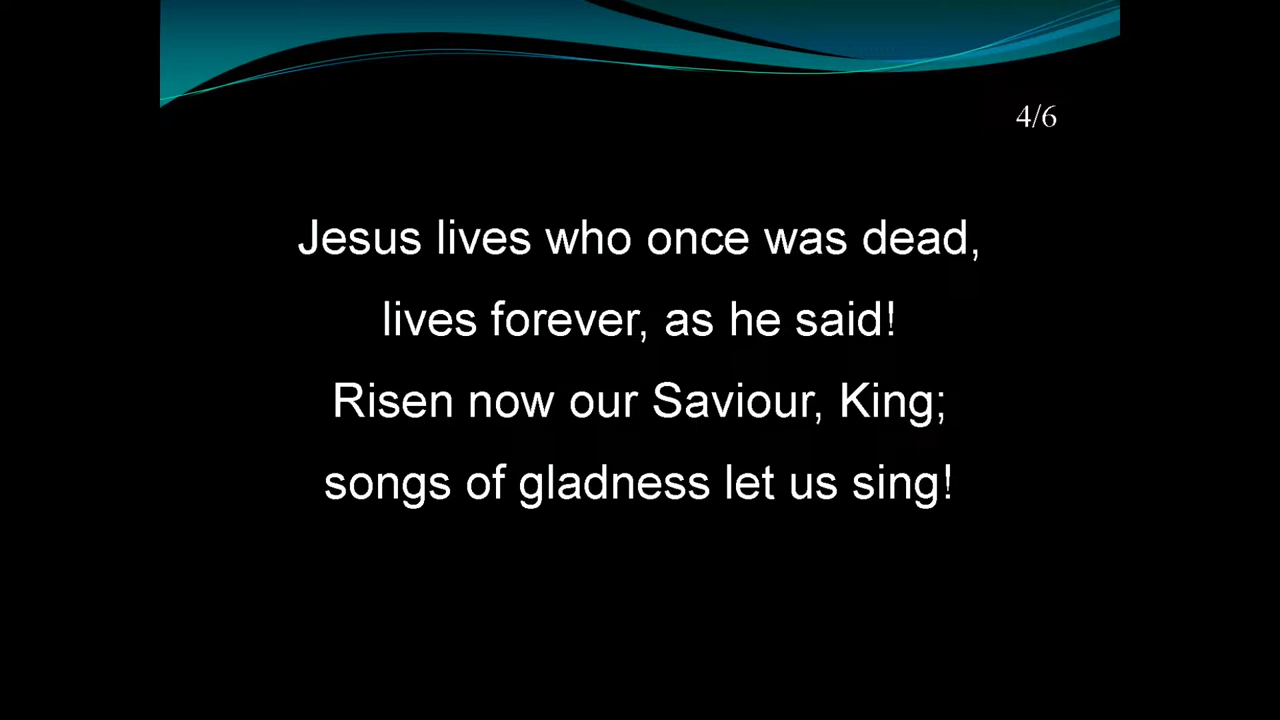 4/6
Jesus lives who once was dead,
lives forever, as he said!
Risen now our Saviour, King;
songs of gladness let us sing!